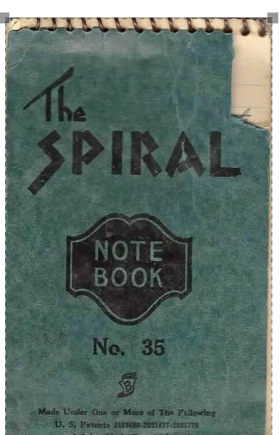 The
SPIRAL
NOTE
BOOK
No. 35
Made Under One or More of The Following
U. S. Patents